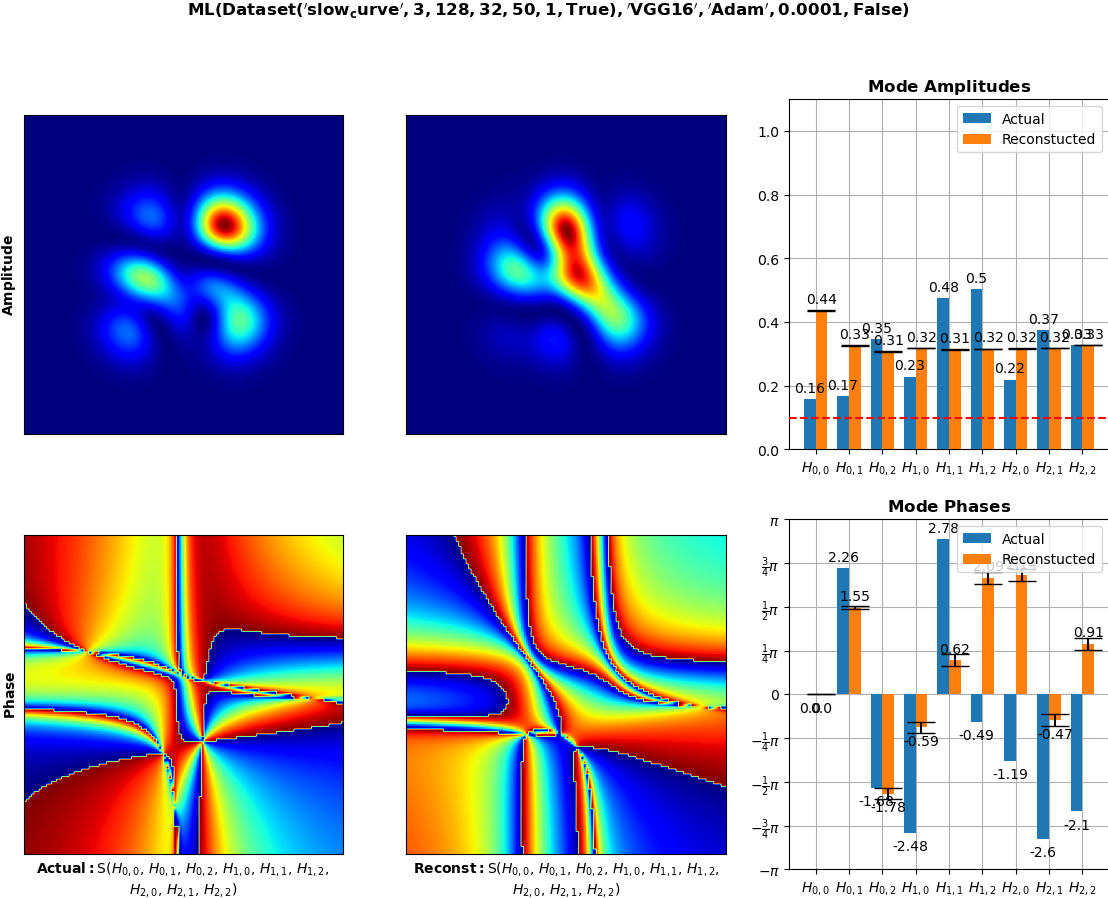 ML(Dataset('slow_curve', 3, 128, 32, 50, 1, True), 'VGG16', 'Adam', 0.0001, False)
Amplitude
Mode Amplitudes
Actual
Reconstucted
1.0
0.8
0.6
0.4
0.2
0.0
0.16
0.44
0.17
0.33
0.35
0.31
0.23
0.32
0.48
0.31
0.5
0.32
0.22
0.32
0.37
0.32
0.33
0.33
H0,0 H0,1 H0,2 H1,0 H1,1 H1,2 H2,0 H2,1 H2,2
Phase
Actual: S(H0,0, H0,1, H0,2, H1,0, H1,1, H1,2,
H2,0, H2,1, H2,2)
Reconst: S(H0,0, H0,1, H0,2, H1,0, H1,1, H1,2,
H2,0, H2,1, H2,2)
Mode Phases
Actual
Reconstucted
π
3/4π
1/2π
1/4π
0
−1/4π
−1/2π
−3/4π
−π
0.0
0.0
2.26
1.55
-1.68
-1.78
-2.48
-0.59
2.78
0.62
-0.49
2.09
-1.19
-2.6
-0.47
-2.1
0.91
H0,0 H0,1 H0,2 H1,0 H1,1 H1,2 H2,0 H2,1 H2,2